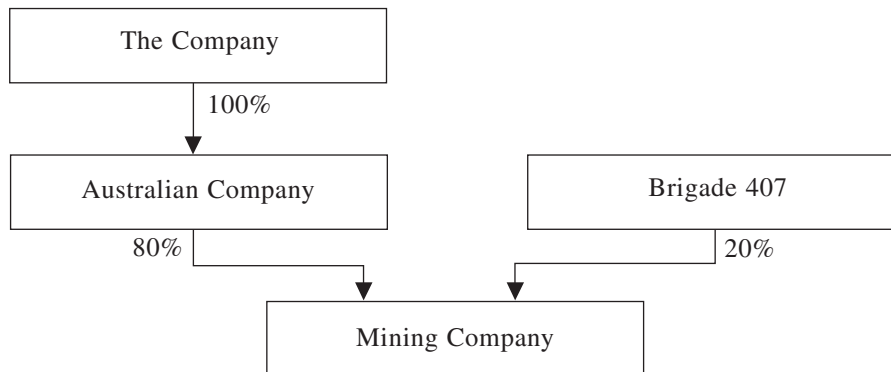 The Company
100%
Australian Company
Brigade 407
80%
20%
Mining Company